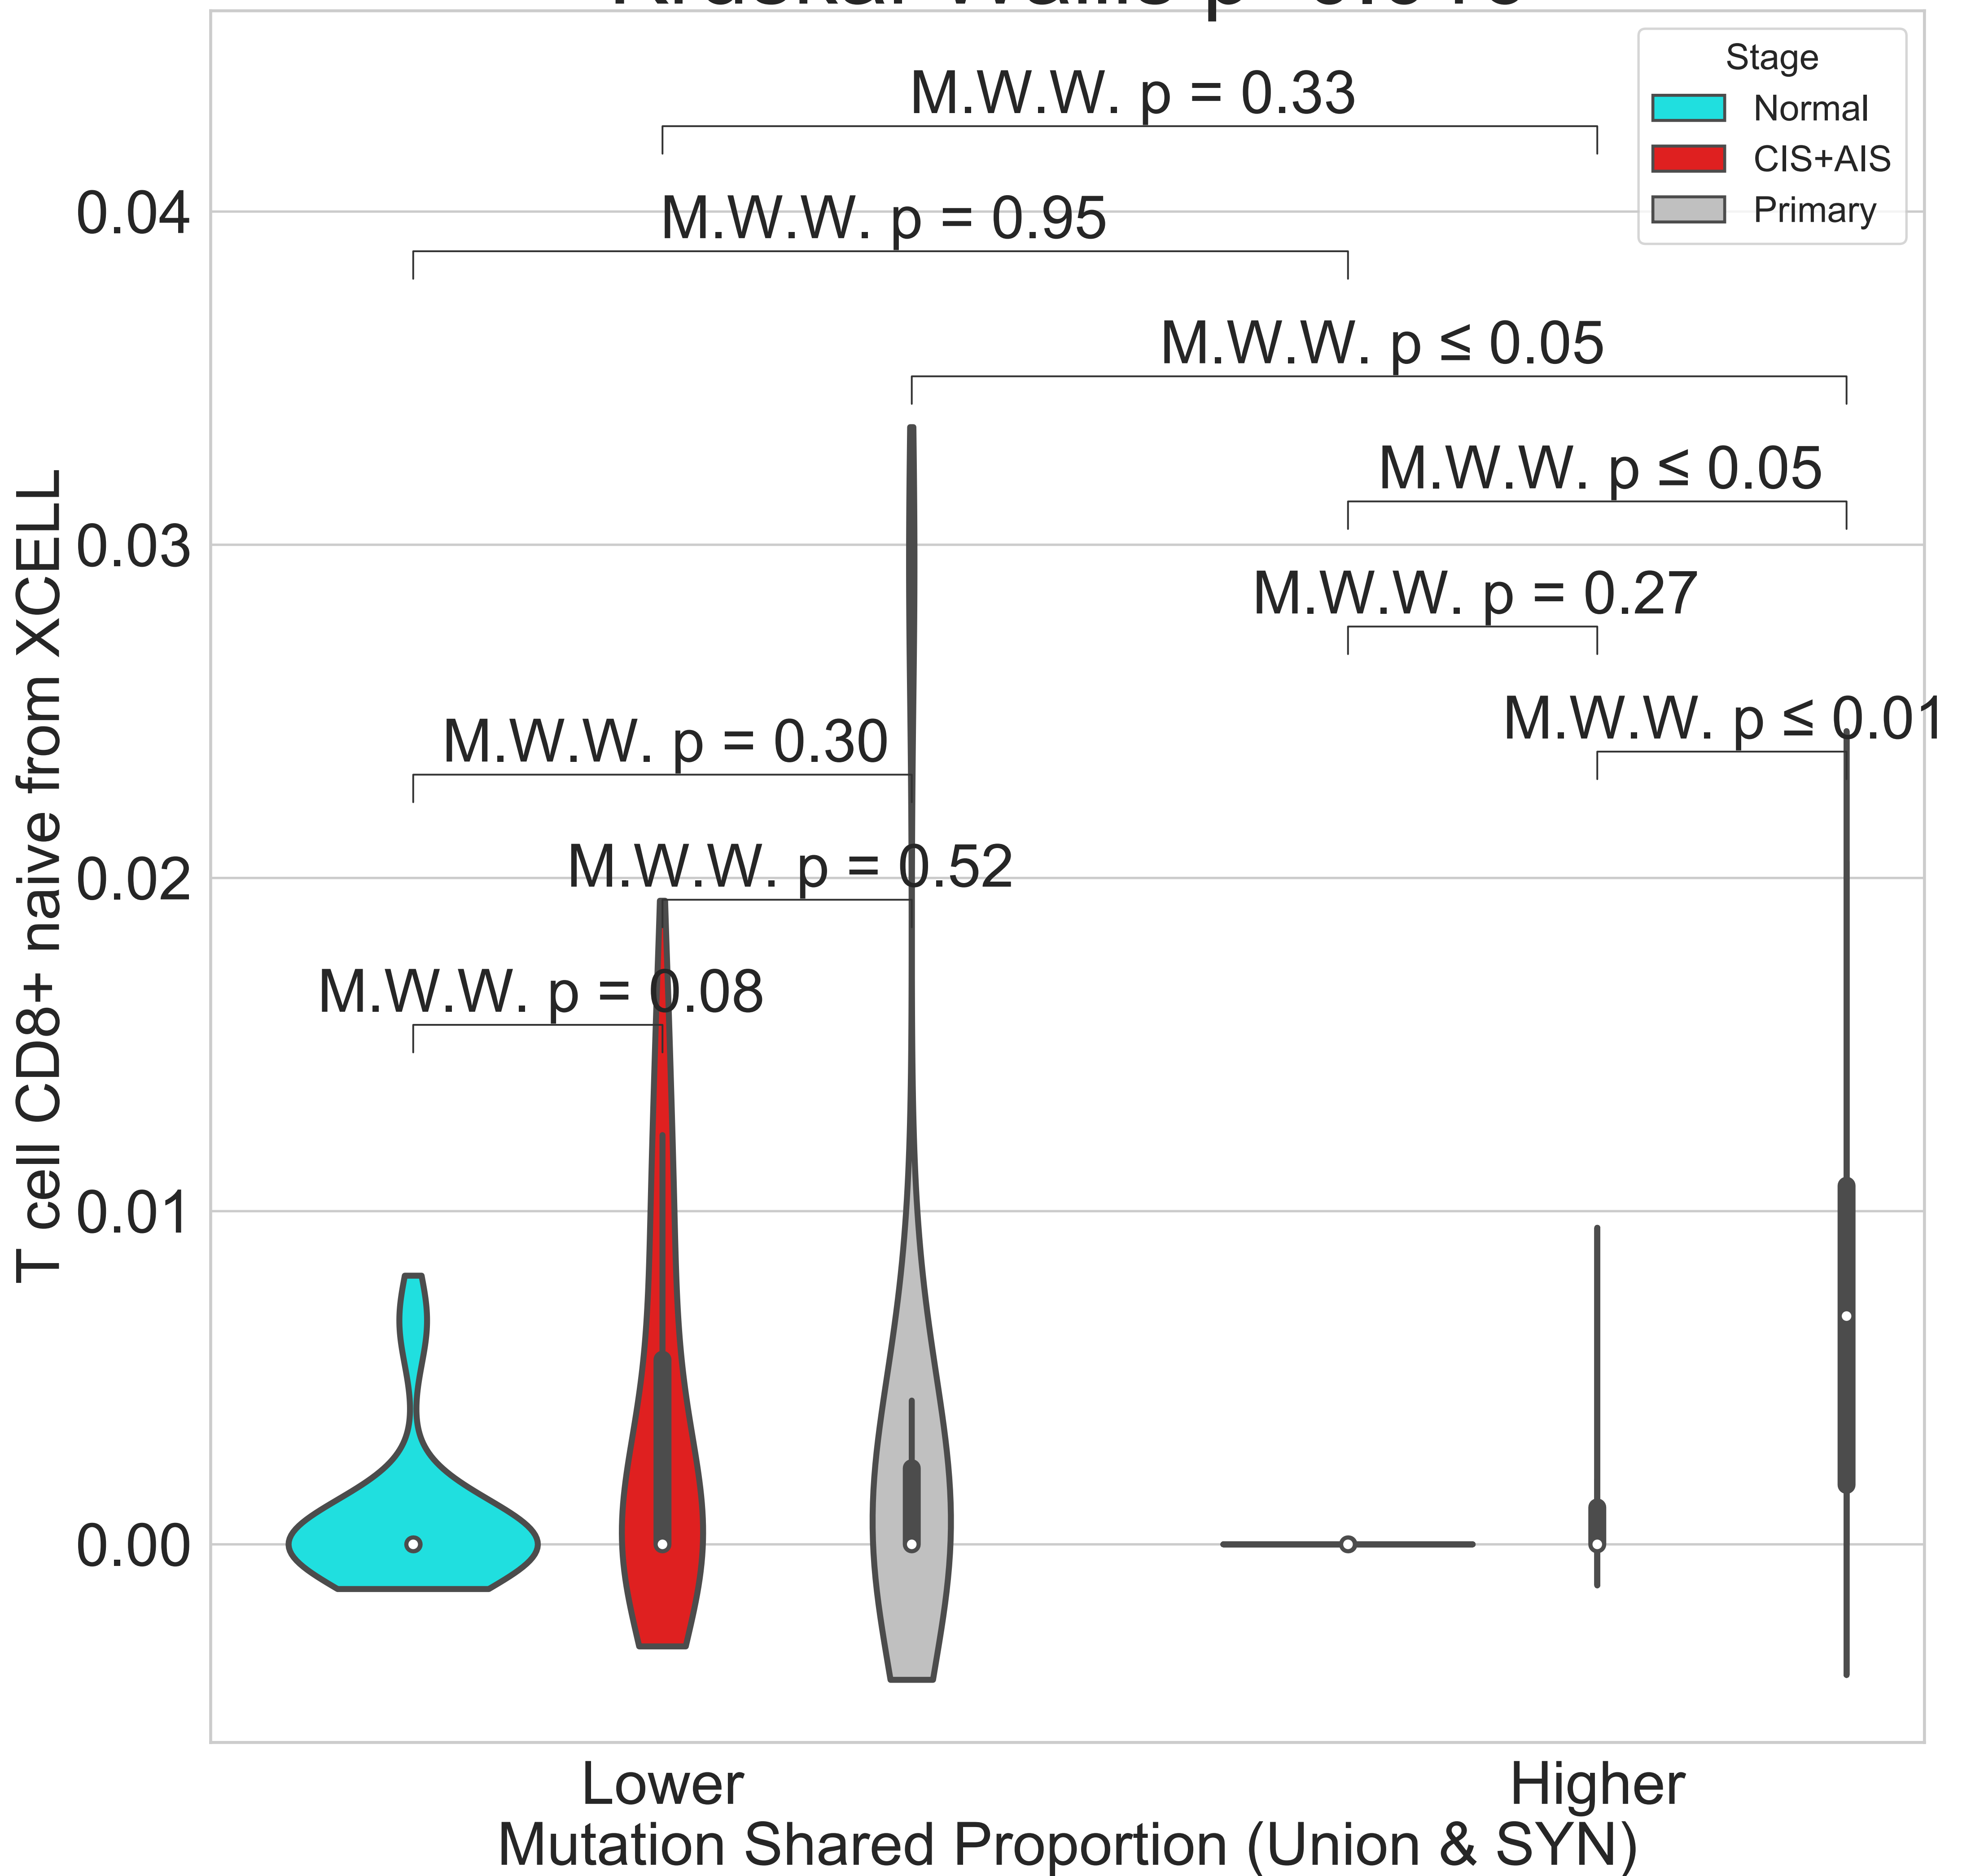 Stage
Normal
CIS+AIS
Primary
M.W.W. p = 0.33
M.W.W. p = 0.95
M.W.W. p ≤ 0.05
M.W.W. p ≤ 0.05
M.W.W. p = 0.27
M.W.W. p ≤ 0.01
M.W.W. p = 0.30
M.W.W. p = 0.52
M.W.W. p = 0.08
T cell CD8+ naive from XCELL
0.04
0.03
0.02
0.01
0.00
Lower
Higher
Mutation Shared Proportion (Union & SYN)